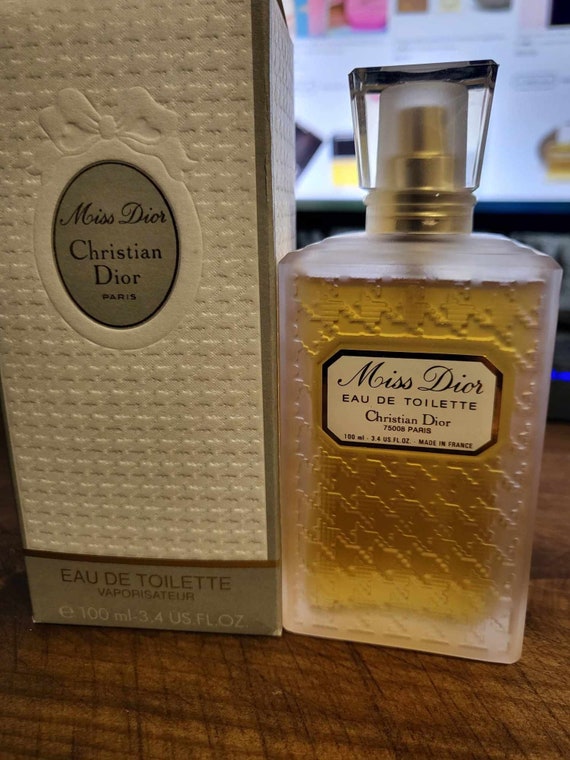 Miss Dior
Christian
Dior
PARIS
EAU DE TOILETTE
VAPORISATEUR
e 100 ml-3.4 US FL.OZ.
Miss Dior
EAU DE TOILETTE
Christian Dior
75008 PARIS
100 ml - 3.4 US FL.OZ. - MADE IN FRANCE